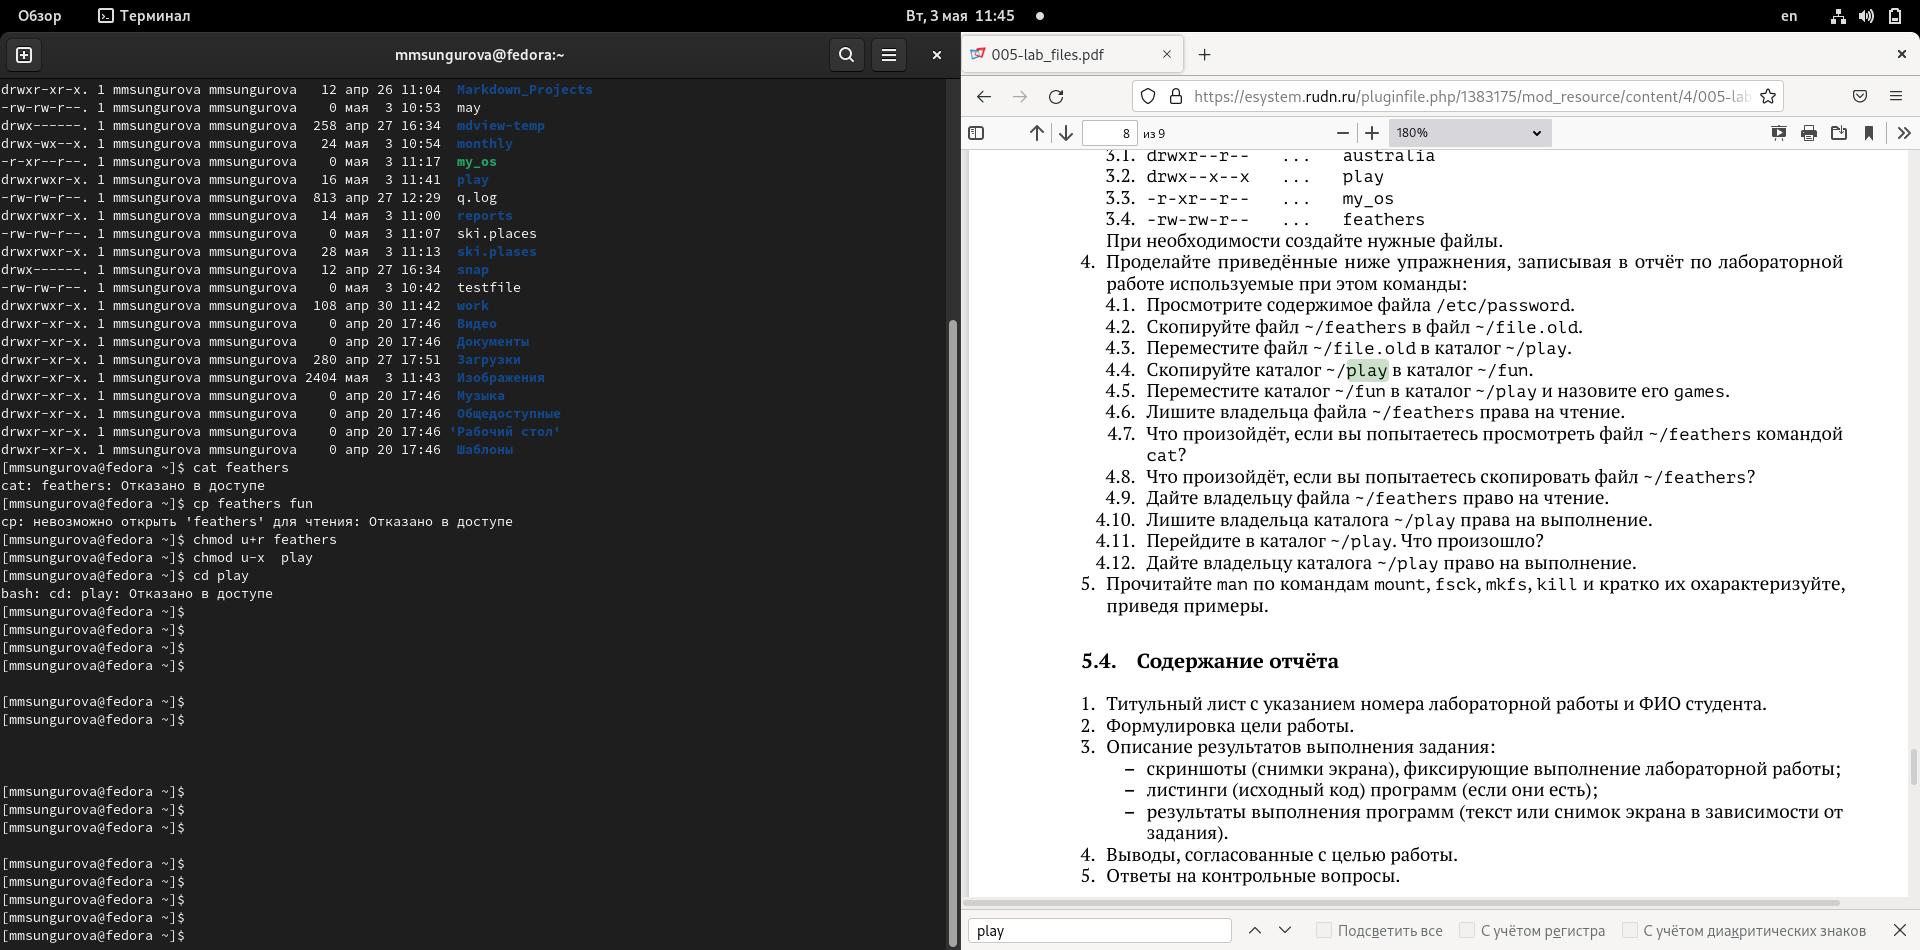 Обзор
Терминал
Вт, 3 мая 11:45
en
mmsungurova@fedora:~
drwxr-xr-x. 1 mmsungurova mmsungurova   12 апр 26 11:04  Markdown_Projects
-rw-rw-r--. 1 mmsungurova mmsungurova    0 мая  3 10:53  may
drwx------. 1 mmsungurova mmsungurova  258 апр 27 16:34  mdview-temp
drwx-wx--x. 1 mmsungurova mmsungurova   24 мая  3 10:54  monthly
-r-xr--r--. 1 mmsungurova mmsungurova    0 мая  3 11:17  my_os
drwxrwxr-x. 1 mmsungurova mmsungurova   16 мая  3 11:41  play
-rw-rw-r--. 1 mmsungurova mmsungurova  813 апр 27 12:29  q.log
drwxrwxr-x. 1 mmsungurova mmsungurova   14 мая  3 11:00  reports
-rw-rw-r--. 1 mmsungurova mmsungurova    0 мая  3 11:07  ski.places
drwxrwxr-x. 1 mmsungurova mmsungurova   28 мая  3 11:13  ski.plases
drwx------. 1 mmsungurova mmsungurova   12 апр 27 16:34  snap
-rw-rw-r--. 1 mmsungurova mmsungurova    0 мая  3 10:42  testfile
drwxrwxr-x. 1 mmsungurova mmsungurova  108 апр 30 11:42  work
drwxr-xr-x. 1 mmsungurova mmsungurova    0 апр 20 17:46  Видео
drwxr-xr-x. 1 mmsungurova mmsungurova    0 апр 20 17:46  Документы
drwxr-xr-x. 1 mmsungurova mmsungurova  280 апр 27 17:51  Загрузки
drwxr-xr-x. 1 mmsungurova mmsungurova 2404 мая  3 11:43  Изображения
drwxr-xr-x. 1 mmsungurova mmsungurova    0 апр 20 17:46  Музыка
drwxr-xr-x. 1 mmsungurova mmsungurova    0 апр 20 17:46  Общедоступные
drwxr-xr-x. 1 mmsungurova mmsungurova    0 апр 20 17:46 'Рабочий стол'
drwxr-xr-x. 1 mmsungurova mmsungurova    0 апр 20 17:46  Шаблоны
[mmsungurova@fedora ~]$ cat feathers
cat: feathers: Отказано в доступе
[mmsungurova@fedora ~]$ cp feathers fun
cp: невозможно открыть 'feathers' для чтения: Отказано в доступе
[mmsungurova@fedora ~]$ chmod u+r feathers
[mmsungurova@fedora ~]$ chmod u-x  play
[mmsungurova@fedora ~]$ cd play
bash: cd: play: Отказано в доступе
[mmsungurova@fedora ~]$
[mmsungurova@fedora ~]$
[mmsungurova@fedora ~]$
[mmsungurova@fedora ~]$
[mmsungurova@fedora ~]$
[mmsungurova@fedora ~]$
[mmsungurova@fedora ~]$
[mmsungurova@fedora ~]$
[mmsungurova@fedora ~]$
[mmsungurova@fedora ~]$
[mmsungurova@fedora ~]$
[mmsungurova@fedora ~]$
[mmsungurova@fedora ~]$
[mmsungurova@fedora ~]$
005-lab_files.pdf
https://esystem.rudn.ru/pluginfile.php/1383175/mod_resource/content/4/005-lab
8 из 9
180%
3.1. drwxr--r-- ... australia
3.2. drwx--x--x ... play
3.3. -r-xr--r-- ... my_os
3.4. -rw-rw-r-- ... feathers
При необходимости создайте нужные файлы.
4. Проделайте приведённые ниже упражнения, записывая в отчёт по лабораторной
работе используемые при этом команды:
4.1. Просмотрите содержимое файла /etc/password.
4.2. Скопируйте файл ~/feathers в файл ~/file.old.
4.3. Переместите файл ~/file.old в каталог ~/play.
4.4. Скопируйте каталог ~/play в каталог ~/fun.
4.5. Переместите каталог ~/fun в каталог ~/play и назовите его games.
4.6. Лишите владельца файла ~/feathers права на чтение.
4.7. Что произойдёт, если вы попытаетесь просмотреть файл ~/feathers командой
cat?
4.8. Что произойдёт, если вы попытаетесь скопировать файл ~/feathers?
4.9. Дайте владельцу файла ~/feathers право на чтение.
4.10. Лишите владельца каталога ~/play права на выполнение.
4.11. Перейдите в каталог ~/play. Что произошло?
4.12. Дайте владельцу каталога ~/play право на выполнение.
5. Прочитайте man по командам mount, fsck, mkfs, kill и кратко их охарактеризуйте,
приведя примеры.
5.4. Содержание отчёта
1. Титульный лист с указанием номера лабораторной работы и ФИО студента.
2. Формулировка цели работы.
3. Описание результатов выполнения задания:
– скриншоты (снимки экрана), фиксирующие выполнение лабораторной работы;
– листинги (исходный код) программ (если они есть);
– результаты выполнения программ (текст или снимок экрана в зависимости от
задания).
4. Выводы, согласованные с целью работы.
5. Ответы на контрольные вопросы.
play
Подсветить все
С учётом регистра
С учётом диакритических знаков